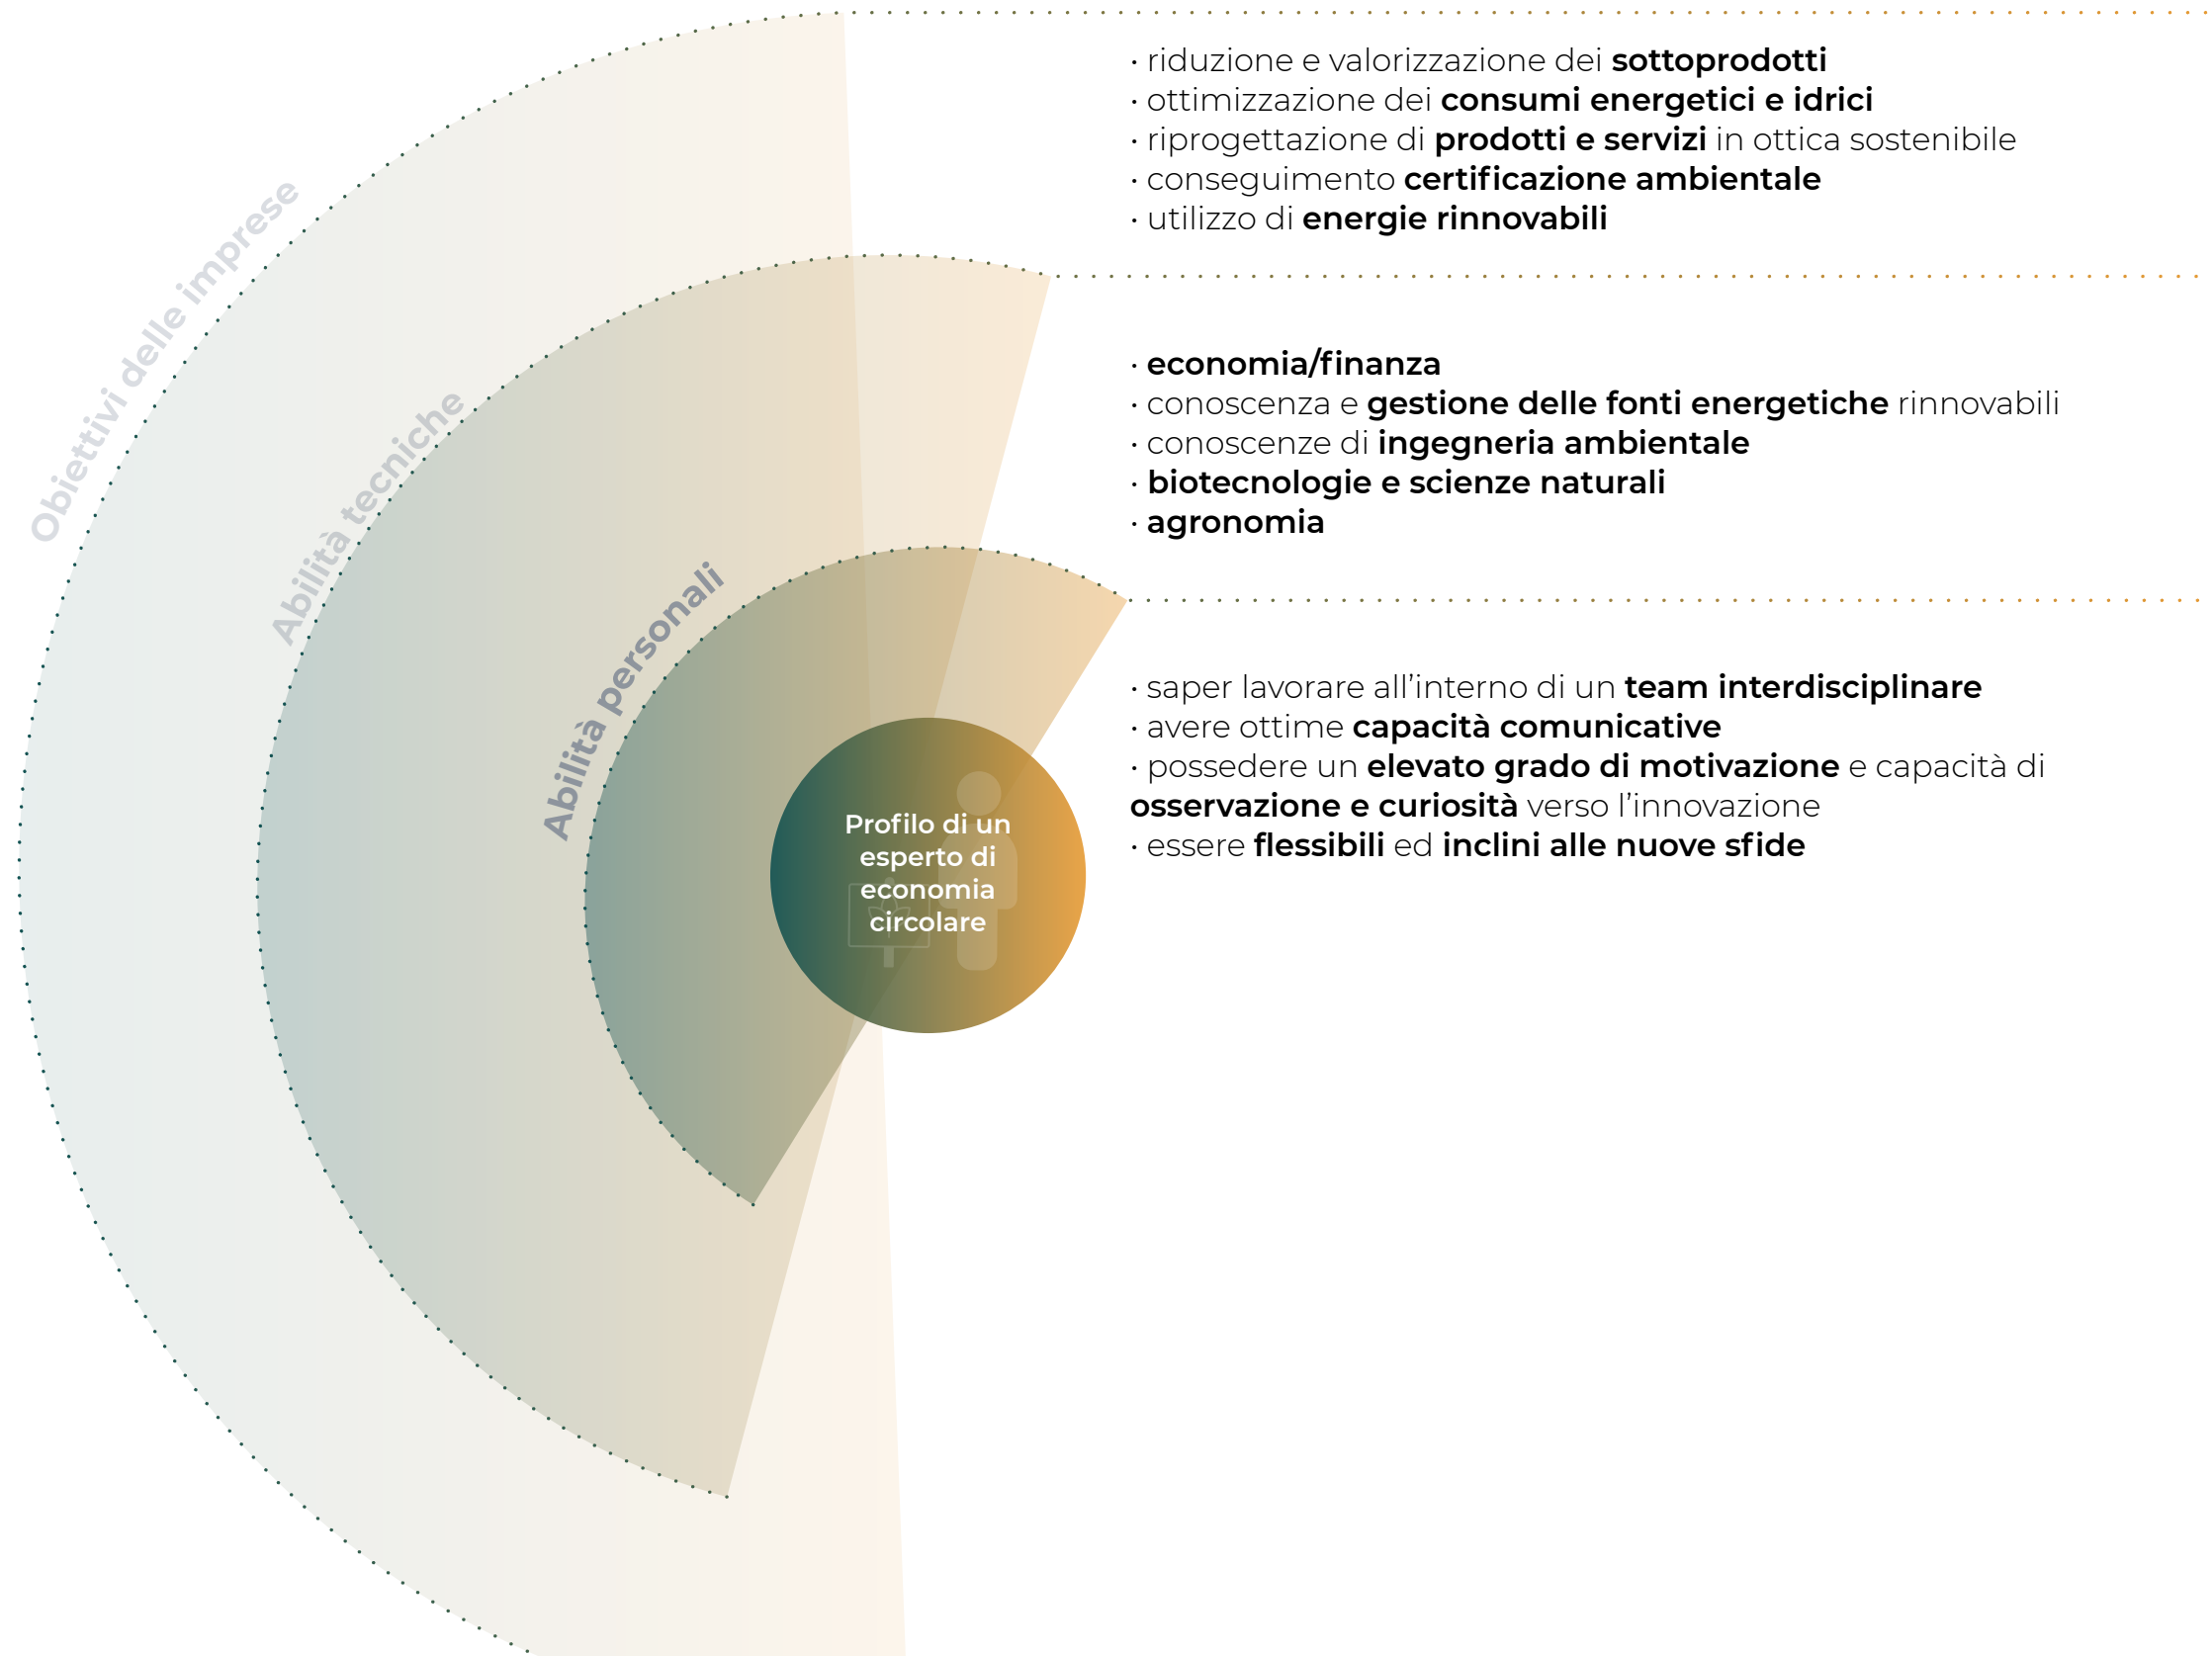 Obiettivi delle imprese
· riduzione e valorizzazione dei sottoprodotti
· ottimizzazione dei consumi energetici e idrici
· riprogettazione di prodotti e servizi in ottica sostenibile
· conseguimento certificazione ambientale
· utilizzo di energie rinnovabili
Abilità tecniche
· economia/finanza
· conoscenza e gestione delle fonti energetiche rinnovabili
· conoscenze di ingegneria ambientale
· biotecnologie e scienze naturali
· agronomia
Abilità personali
· saper lavorare all’interno di un team interdisciplinare
· avere ottime capacità comunicative
· possedere un elevato grado di motivazione e capacità di
osservazione e curiosità verso l’innovazione
· essere flessibili ed inclini alle nuove sfide
Profilo di un
esperto di
economia
circolare